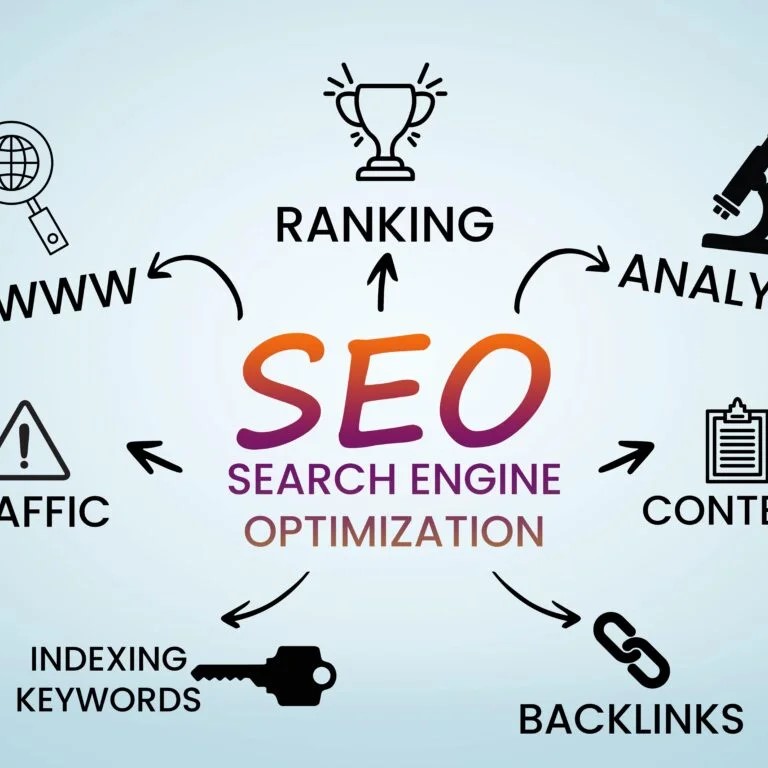 RANKING
WWW
ANALY
SEO
SEARCH ENGINE
OPTIMIZATION
AFFIC
CONTE
INDEXING
KEYWORDS
BACKLINKS